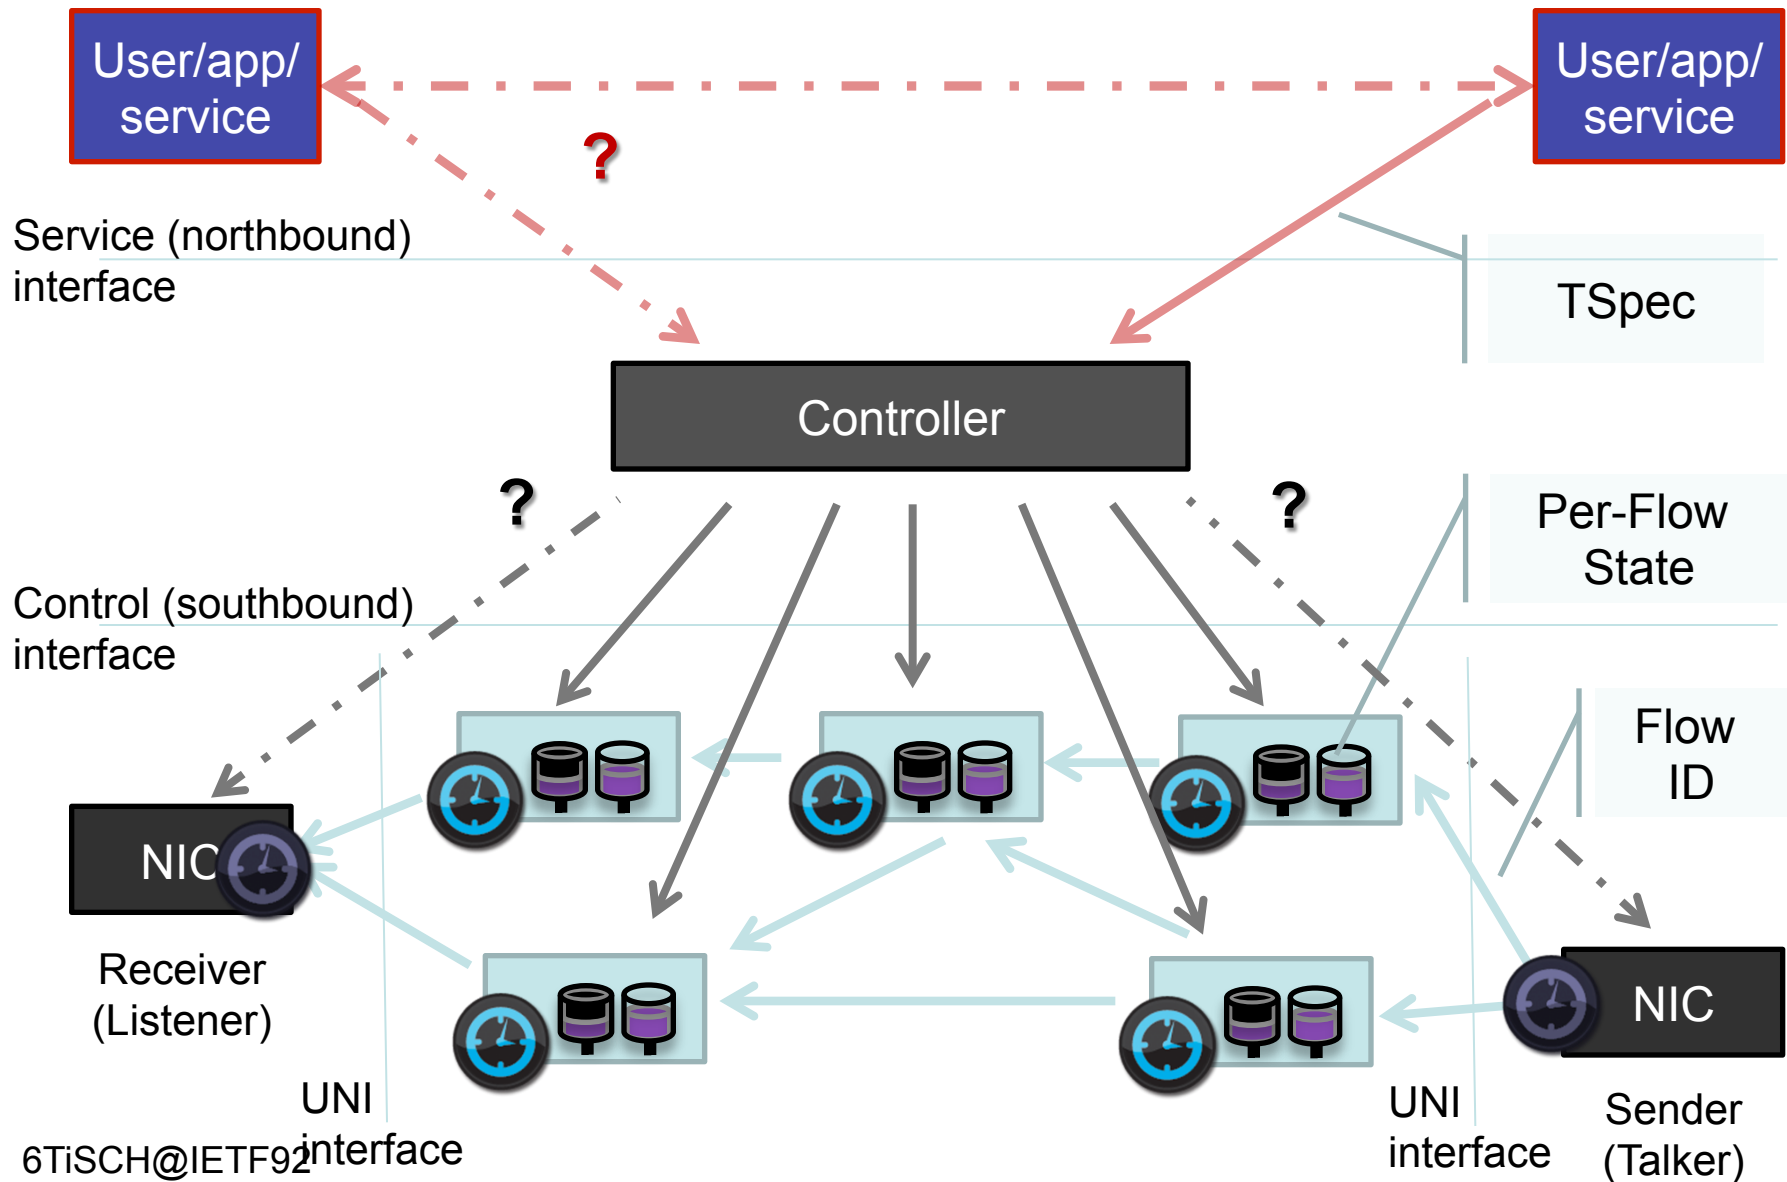 User/app/
service
User/app/
service
?
Service (northbound)
interface
TSpec
Controller
?
?
Per-Flow
State
Control (southbound)
interface
Flow
ID
NIC
Receiver
(Listener)
NIC
UNI
interface
UNI
interface
Sender
(Talker)
6TiSCH@IETF92